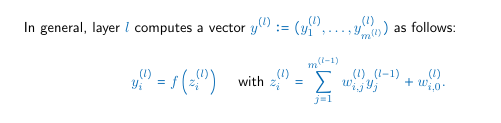 In general, layer l computes a vector y^{(l)} := (y_1^{(l)}, . . . , y_{m^{(l)}}^{(l)}) as follows:
y_i^{(l)} = f(z_i^{(l)}) with z_i^{(l)} = \sum_{j=1}^{m^{(l-1)}} w_{i,j}^{(l)} y_j^{(l-1)} + w_{i,0}^{(l)}.